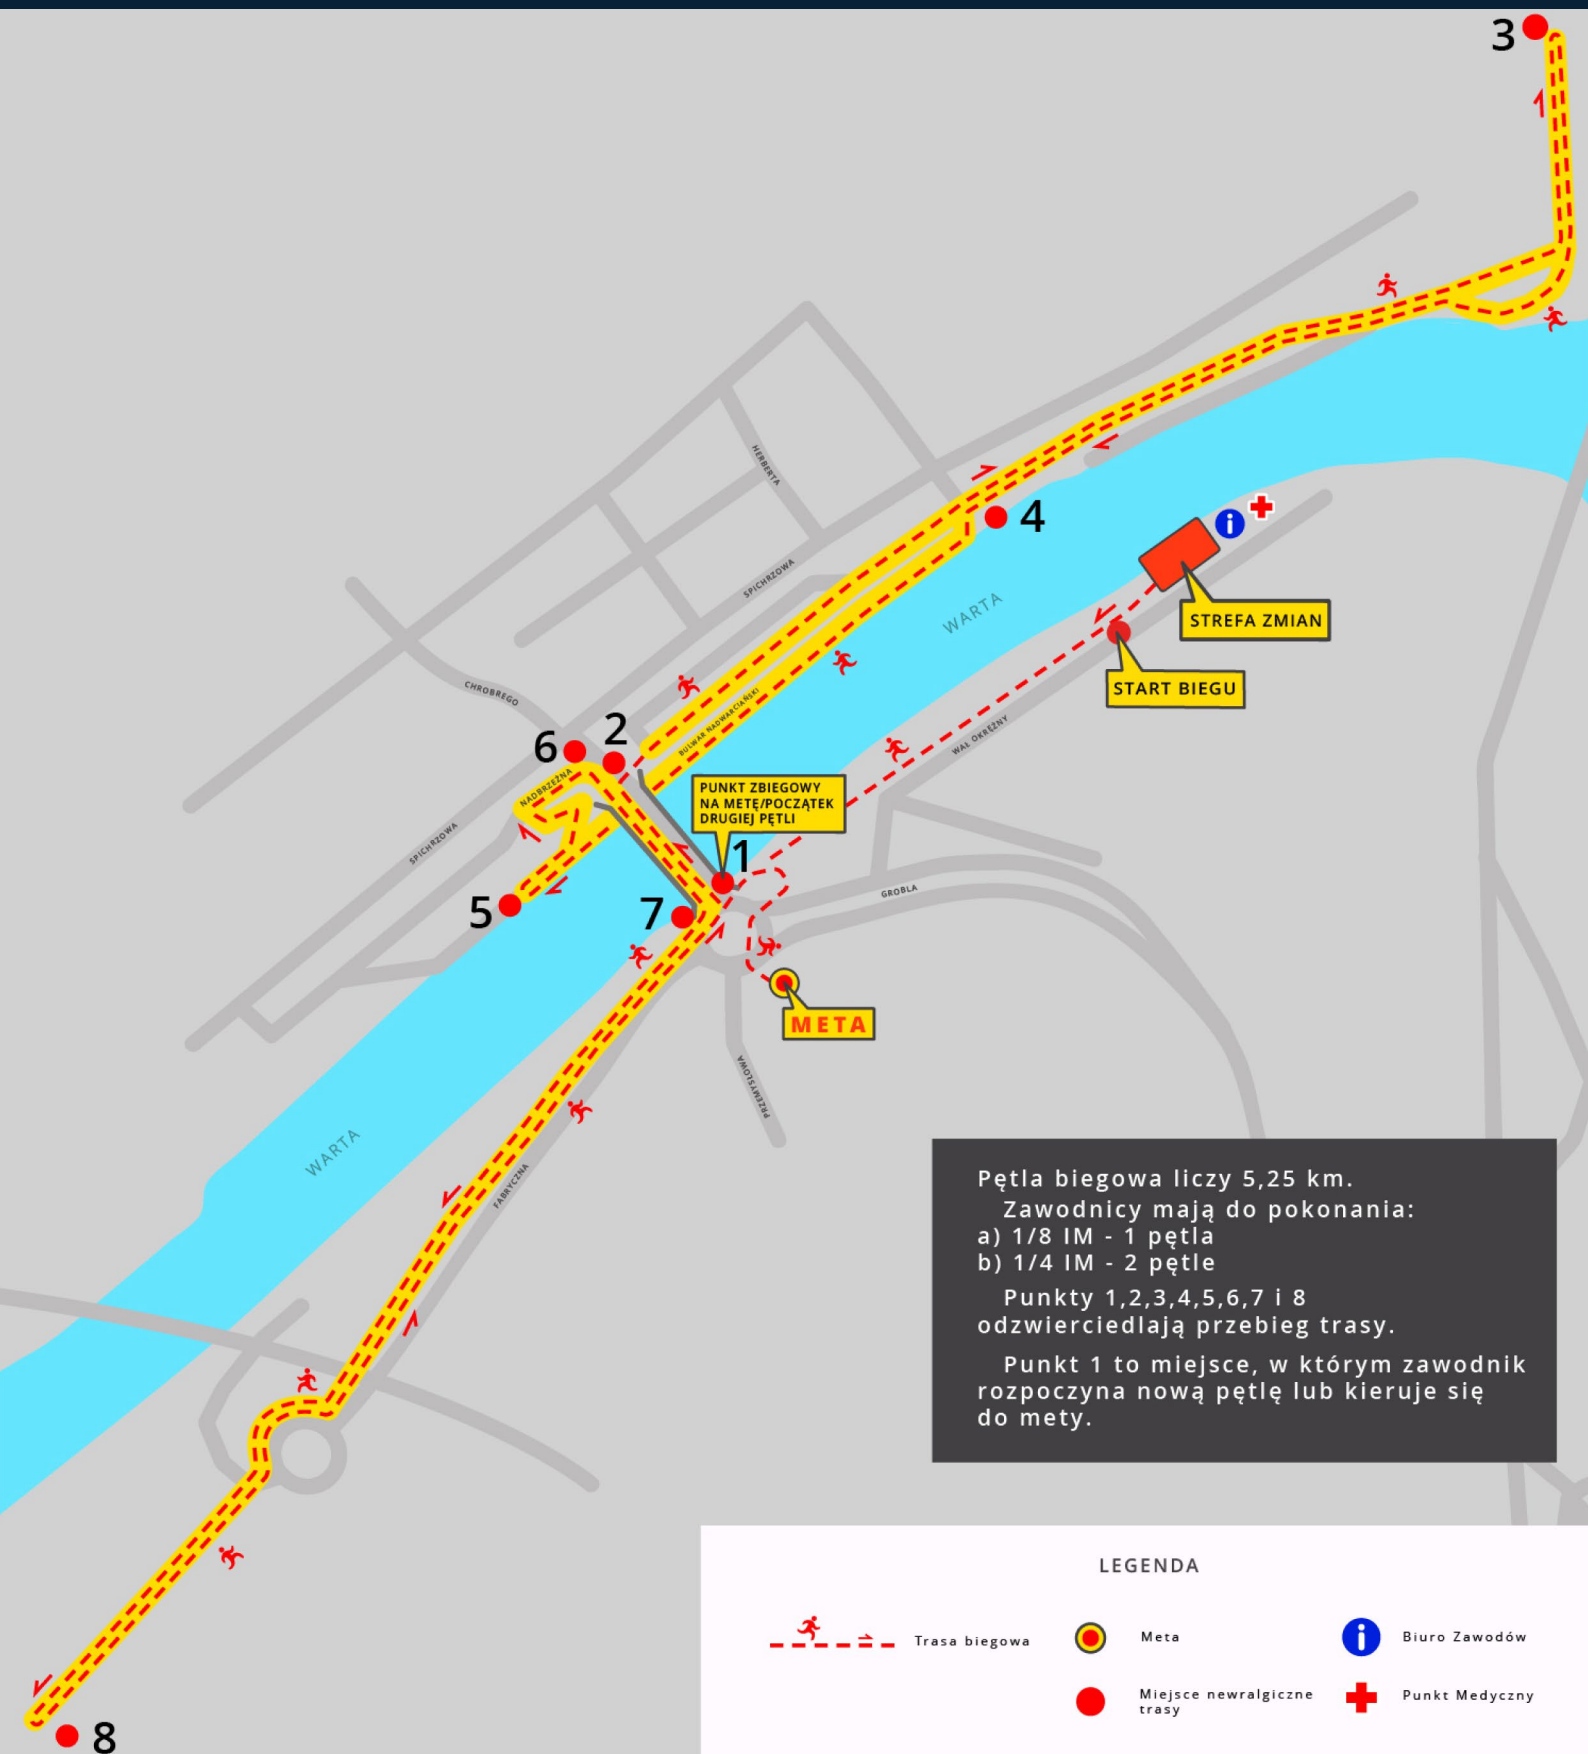 3
HERBERTA
4
SPICHRZOWA
WARTA
STREFA ZMIAN
START BIEGU
CHROBREGO
BULWAR NADWARCIAŃSKI
WAŁ OKRĘŻNY
2
6
NADBRZEŻNA
PUNKT ZBIEGOWY
NA METĘ/POCZĄTEK
DRUGIEJ PĘTLI
SPICHRZOWA
1
GROBLA
5
7
META
PRZEMYSŁOWA
WARTA
FABRYCZNA
Pętla biegowa liczy 5,25 km.
Zawodnicy mają do pokonania:
a) 1/8 IM - 1 pętla
b) 1/4 IM - 2 pętle
Punkty 1,2,3,4,5,6,7 i 8
odzwierciedlają przebieg trasy.
Punkt 1 to miejsce, w którym zawodnik
rozpoczyna nową pętlę lub kieruje się
do mety.
LEGENDA
Trasa biegowa
Meta
Biuro Zawodów
Miejsce newralgiczne
trasy
Punkt Medyczny
8